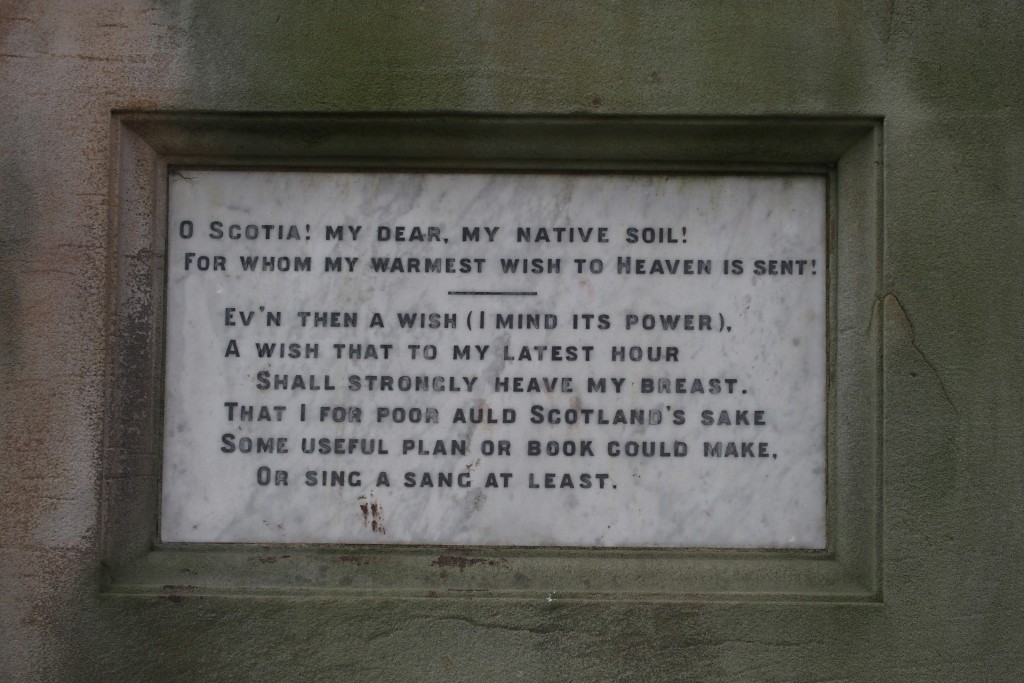 O SCOTIA! MY DEAR, MY NATIVE SOIL!
FOR WHOM MY WARMEST WISH TO HEAVEN IS SENT!
EV'N THEN A WISH (I MIND ITS POWER),
A WISH THAT TO MY LATEST HOUR
SHALL STRONGLY HEAVE MY BREAST.
THAT I FOR POOR AULD SCOTLAND'S SAKE
SOME USEFUL PLAN OR BOOK COULD MAKE,
OR SING A SANG AT LEAST.